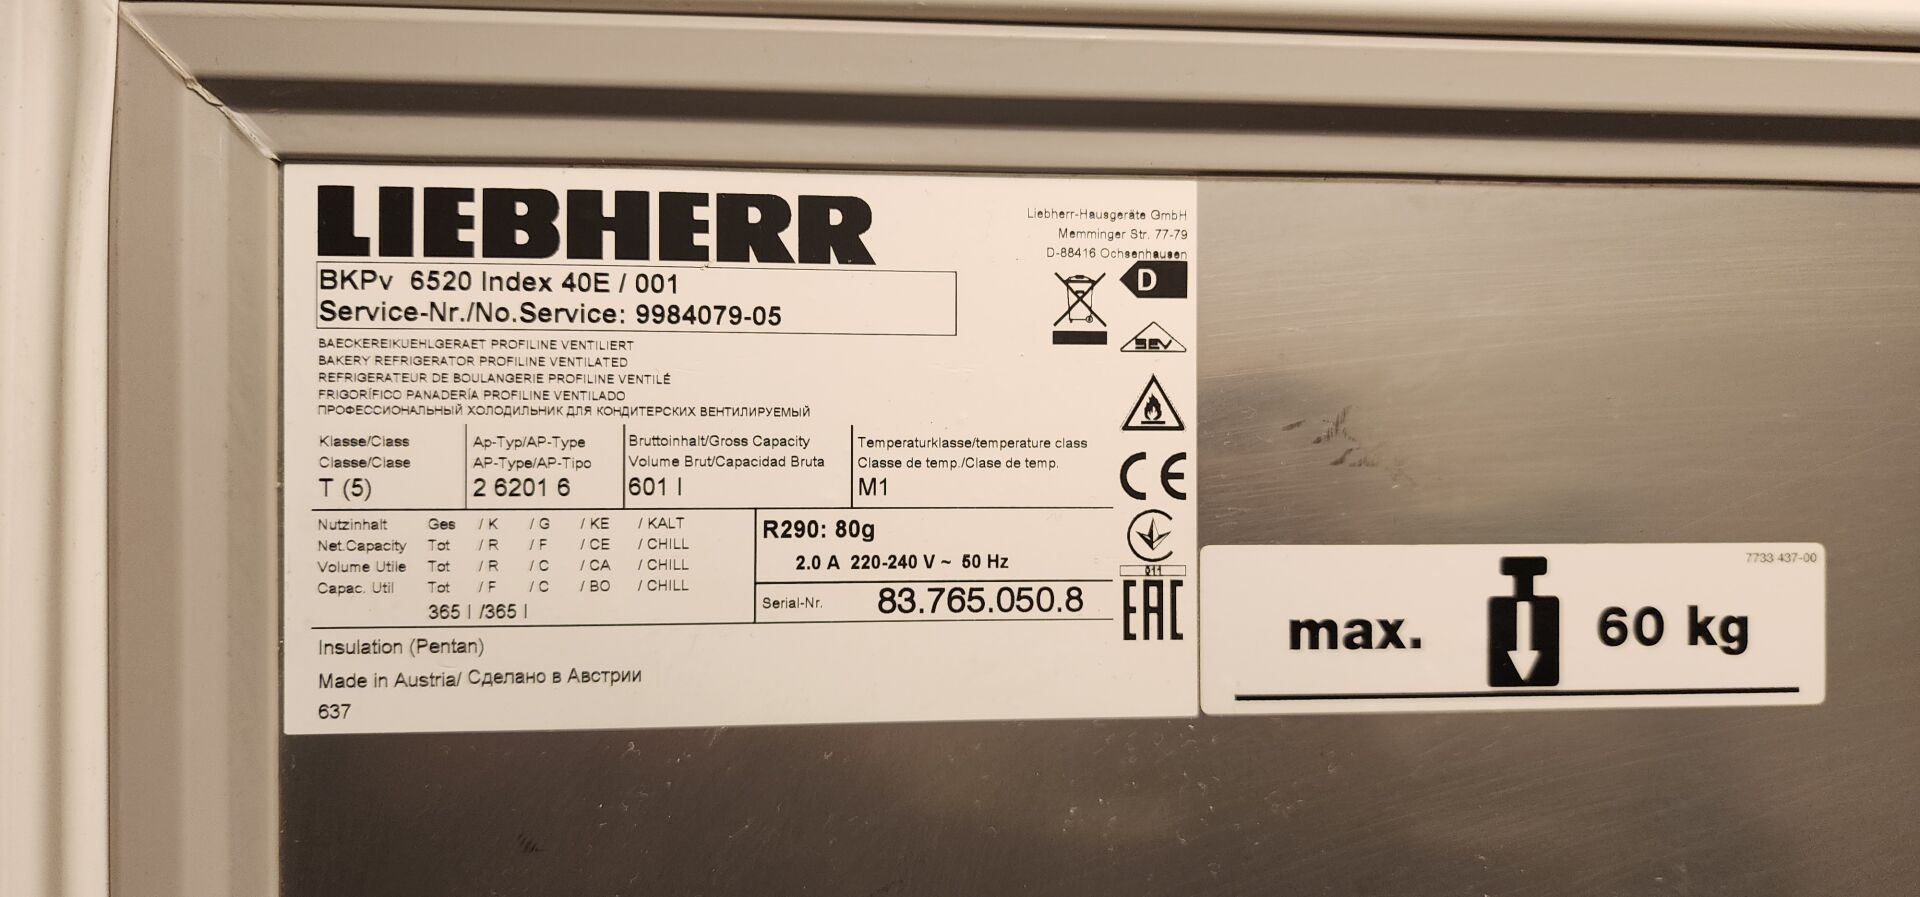 LIEBHERR
BKPv 6520 Index 40E / 001
Service-Nr./No.Service: 9984079-05
Liebherr-Hausgeräte GmbH
Memminger Str. 77-79
D-88416 Ochsenhausen
D
SEV
BAECKEREIKUEHLGERAET PROFILINE VENTILIERT
BAKERY REFRIGERATOR PROFILINE VENTILATED
REFRIGERATEUR DE BOULANGERIE PROFILINE VENTILÉ
FRIGORÍFICO PANADERÍA PROFILINE VENTILADO
ПРОФЕССИОНАЛЬНЫЙ ХОЛОДИЛЬНИК ДЛЯ КОНДИТЕРСКИХ ВЕНТИЛИРУЕМЫЙ
Klasse/Class
Classe/Clase
T (5)
Ap-Typ/AP-Type
AP-Type/AP-Tipo
2 6201 6
Bruttoinhalt/Gross Capacity
Volume Brut/Capacidad Bruta
601 l
Temperaturklasse/temperature class
Classe de temp./Clase de temp.
M1
CE
Nutzinhalt Ges / K / G / KE / KALT
Net.Capacity Tot / R / F / CE / CHILL
Volume Utile Tot / R / C / CA / CHILL
Capac. Util Tot / F / C / BO / CHILL
365 l /365 l
R290: 80g
2.0 A 220-240 V ~ 50 Hz
Serial-Nr. 83.765.050.8
011
EAC
Insulation (Pentan)
Made in Austria/ Сделано в Австрии
637
7733 437-00
max. 60 kg